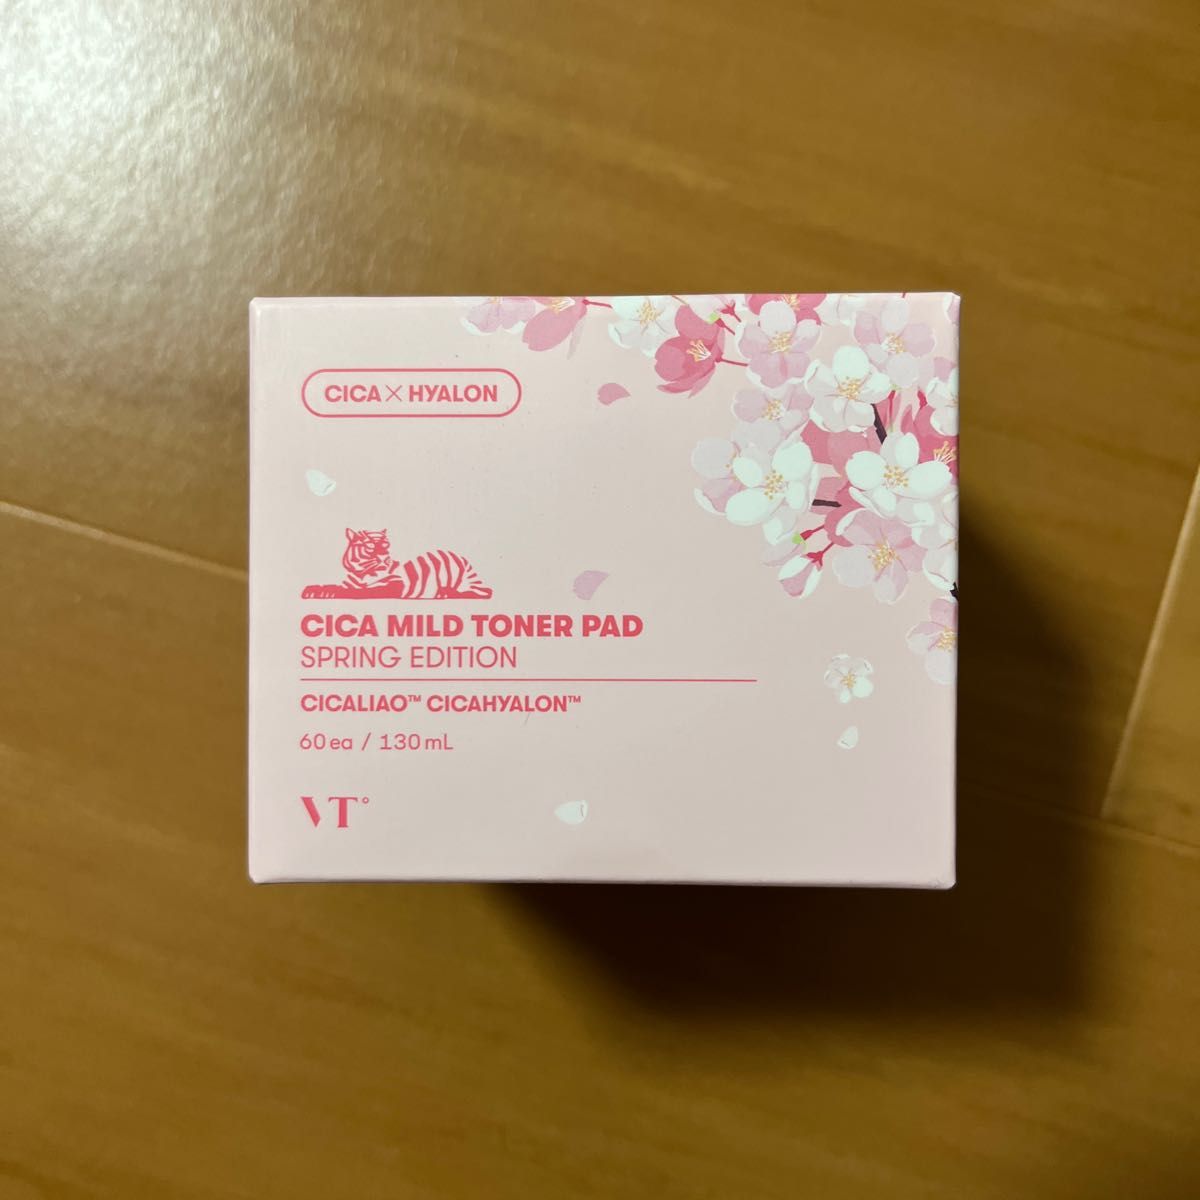 CICA×HYALON
CICA MILD TONER PAD
SPRING EDITION
CICALIAO™ CICAHYALON™
60 ea / 130 mL
VT°